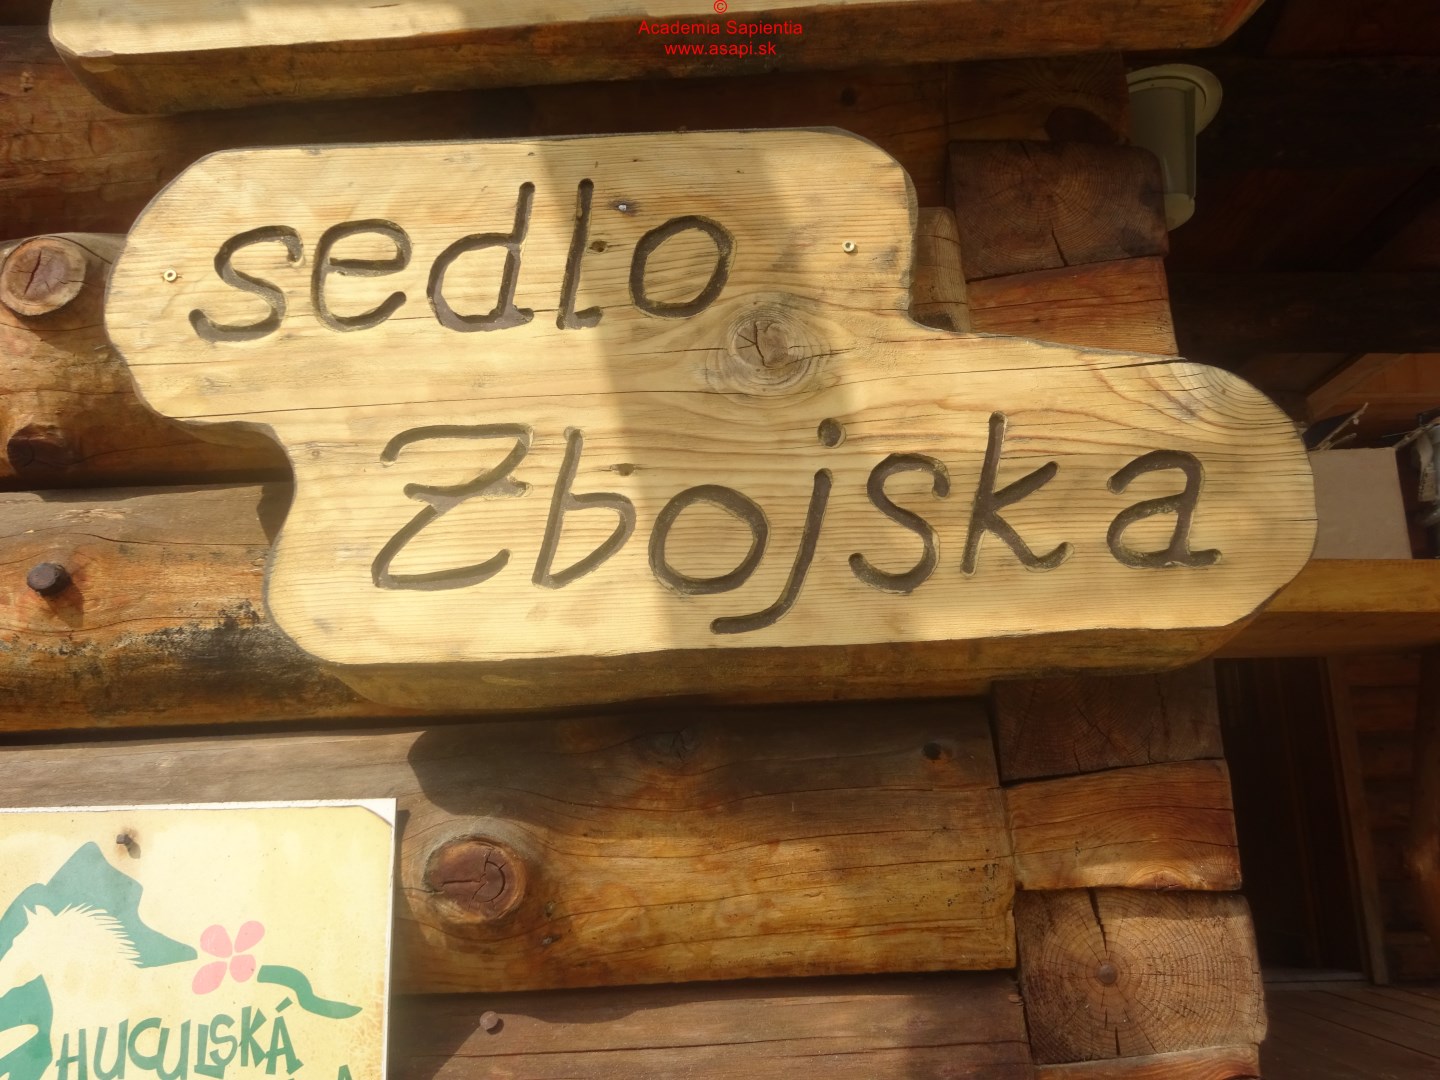 ©
Academia Sapientia
www.asapi.sk
sedlo
Zbojska
HUCULSKÁ